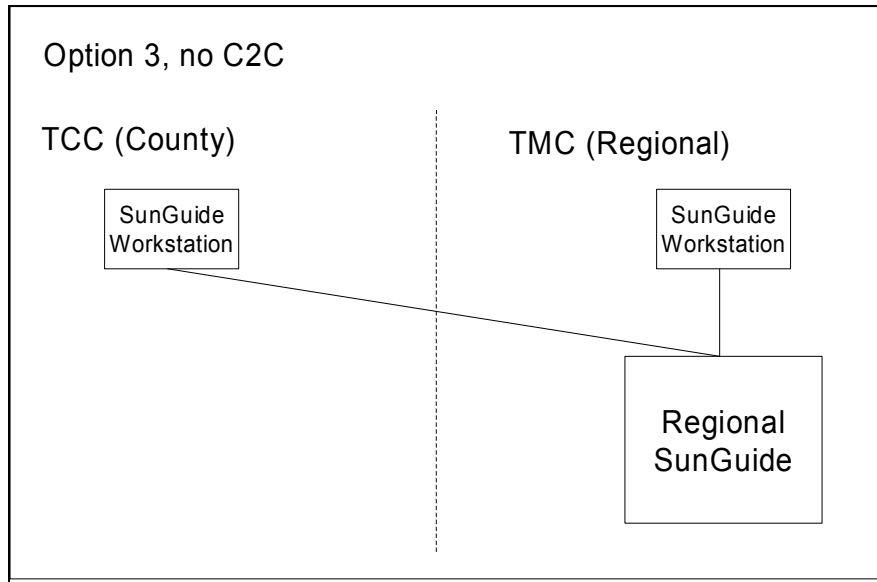 Option 3, no C2C
TCC (County)
TMC (Regional)
SunGuide
Workstation
SunGuide
Workstation
Regional
SunGuide